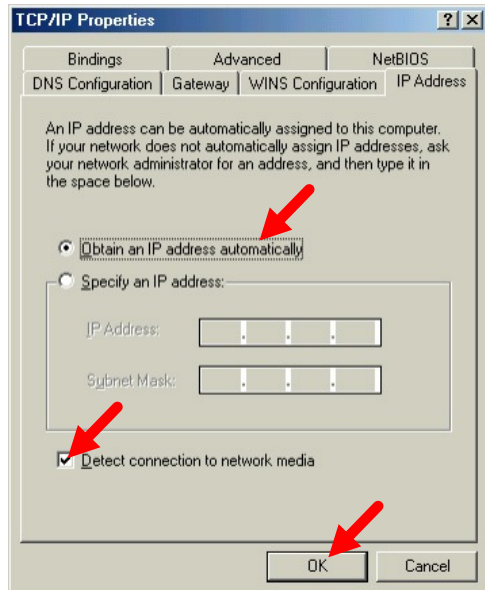 TCP/IP Properties
Bindings Advanced NetBIOS
DNS Configuration Gateway WINS Configuration IP Address
An IP address can be automatically assigned to this computer.
If your network does not automatically assign IP addresses, ask
your network administrator for an address, and then type it in
the space below.
Obtain an IP address automatically
Specify an IP address:
IP Address:
Subnet Mask:
Detect connection to network media
OK Cancel